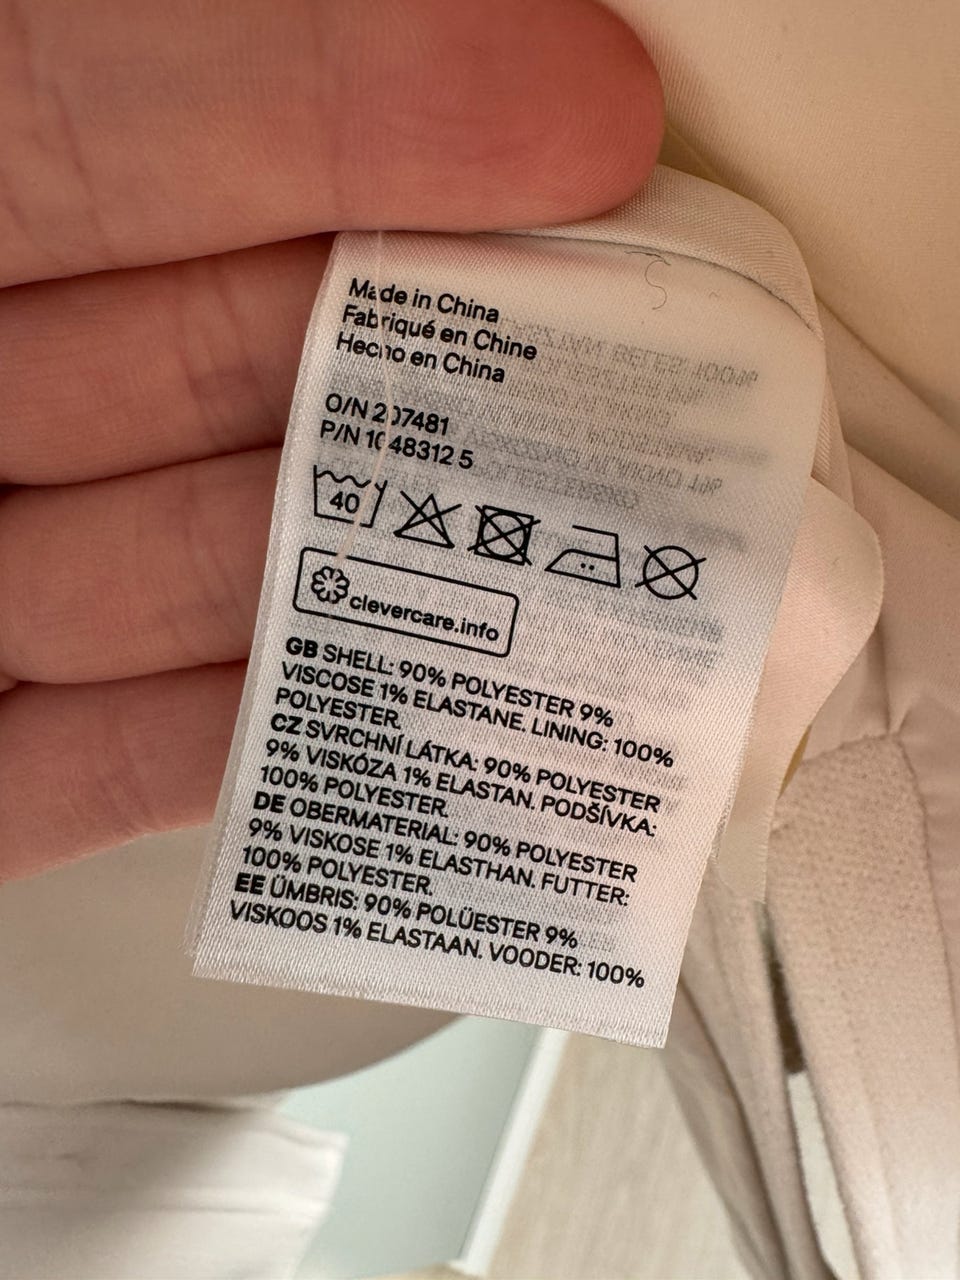 Made in China
Fabriqué en Chine
Hecho en China
O/N 207481
P/N 1048312 5
40
clevercare.info
GB SHELL: 90% POLYESTER 9%
VISCOSE 1% ELASTANE. LINING: 100%
POLYESTER.
CZ SVRCHNÍ LÁTKA: 90% POLYESTER
9% VISKÓZA 1% ELASTAN. PODŠÍVKA:
100% POLYESTER.
DE OBERMATERIAL: 90% POLYESTER
9% VISKOSE 1% ELASTHAN. FUTTER:
100% POLYESTER.
EE ÜMBRIS: 90% POLÜESTER 9%
VISKOOS 1% ELASTAAN. VOODER: 100%